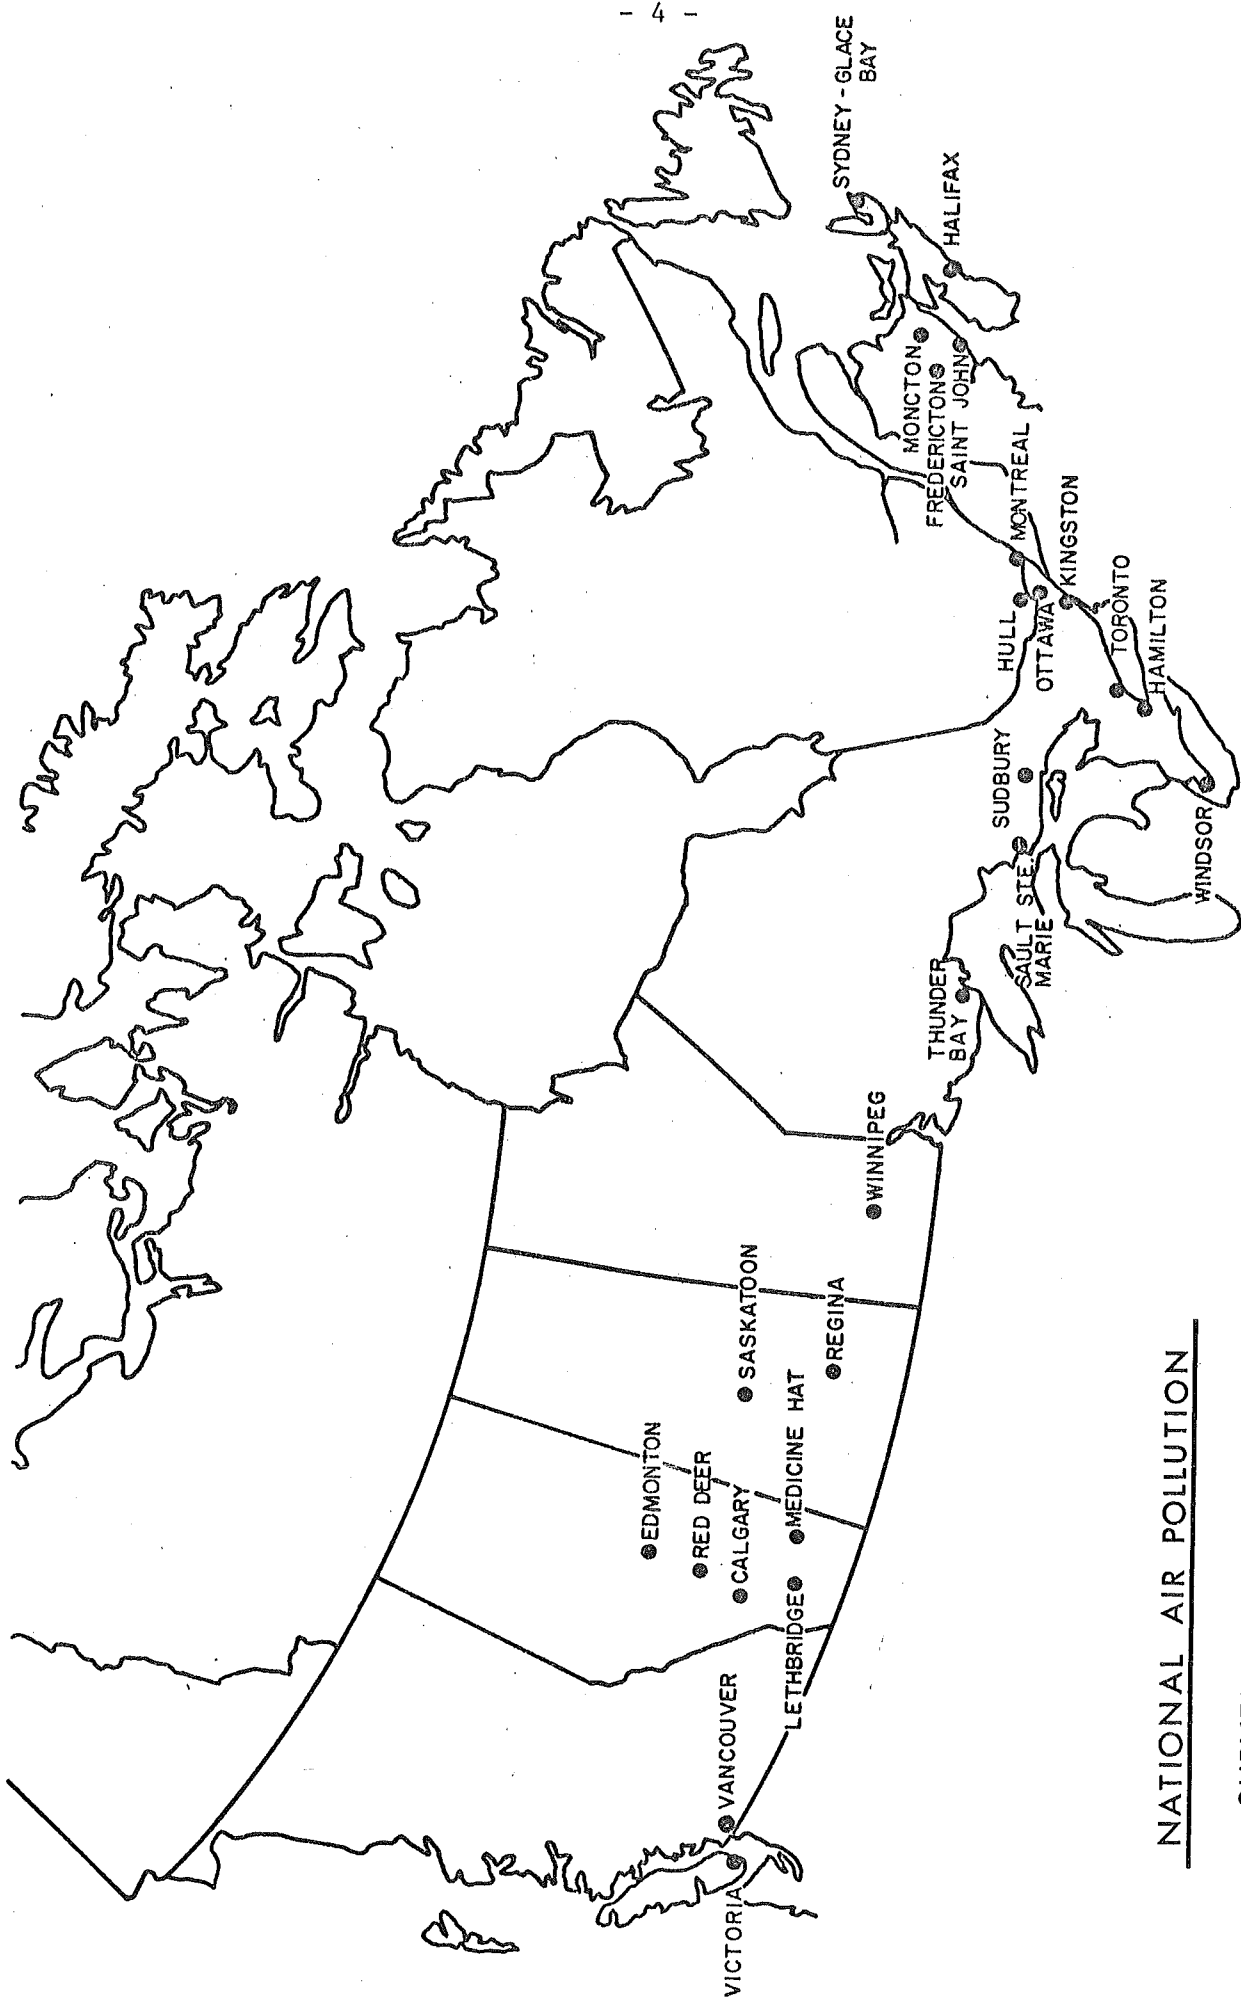 - 4 -
SYDNEY-GLACE
BAY
HALIFAX
MONCTON
FREDERICTON
SAINT JOHN
MONTREAL
KINGSTON
HULL
OTTAWA
TORONTO
HAMILTON
SUDBURY
SAULT STE.
MARIE
WINDSOR
THUNDER
BAY
WINNIPEG
SASKATOON
REGINA
EDMONTON
RED DEER
CALGARY
MEDICINE HAT
LETHBRIDGE
VANCOUVER
VICTORIA
NATIONAL AIR POLLUTION